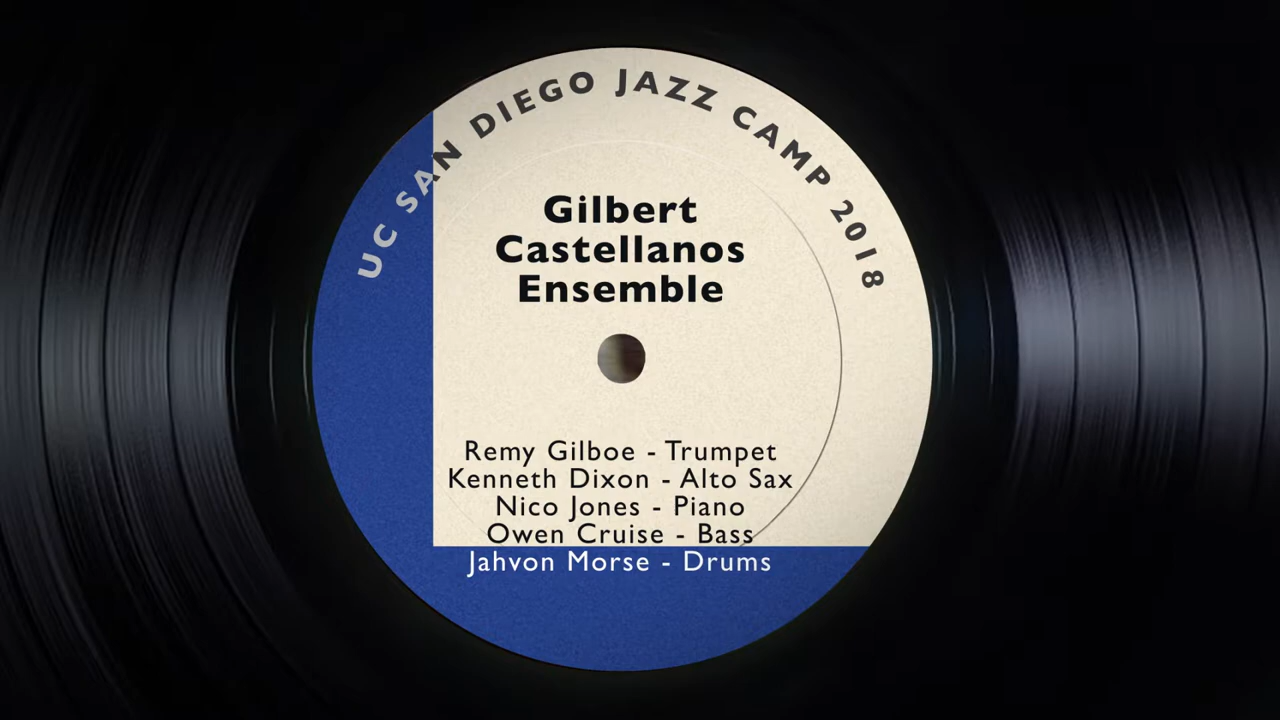 UC SAN DIEGO JAZZ CAMP 2018
Gilbert
Castellanos
Ensemble
Remy Gilboe - Trumpet
Kenneth Dixon - Alto Sax
Nico Jones - Piano
Owen Cruise - Bass
Jahvon Morse - Drums